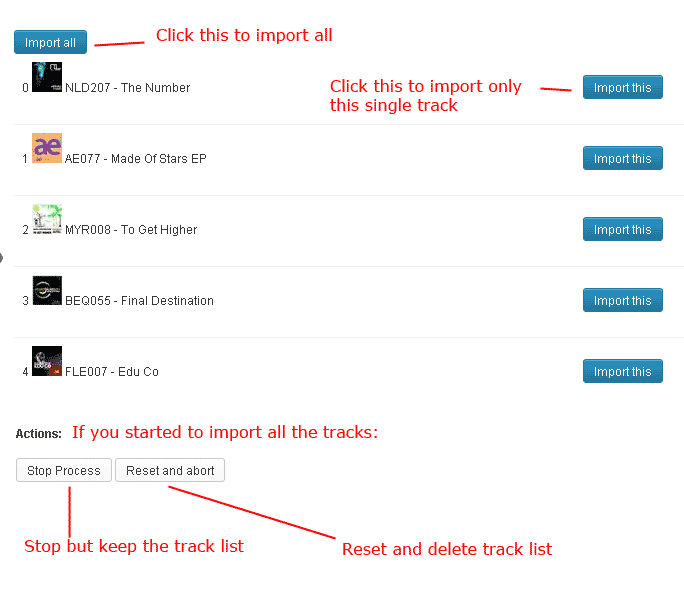 Click this to import all
Import all
0 NLD207 - The Number
Click this to import only
this single track
Import this
1 ae AE077 - Made Of Stars EP
Import this
2 MYR008 - To Get Higher
Import this
3 BEQ055 - Final Destination
Import this
4 FLE007 - Edu Co
Import this
Actions: If you started to import all the tracks:
Stop Process Reset and abort
Stop but keep the track list
Reset and delete track list